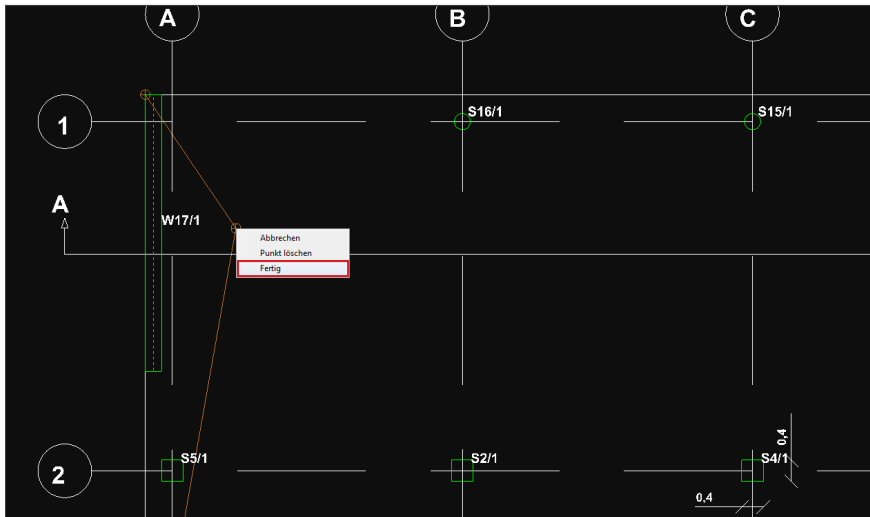 A
B
C
1
S16/1
S15/1
A
W17/1
Abbrechen
Punkt löschen
Fertig
2
S5/1
S2/1
S4/1
0,4
0,4